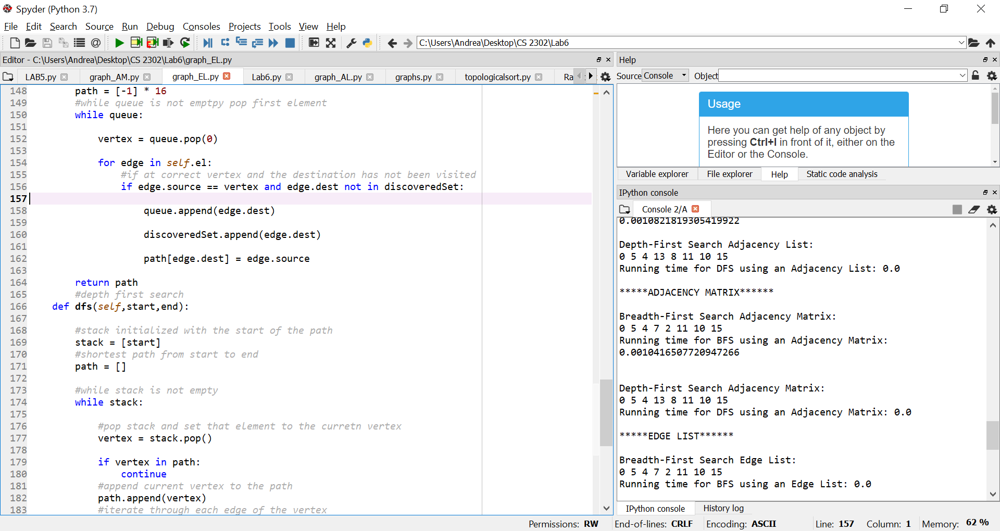 Spyder (Python 3.7)
File Edit Search Source Run Debug Consoles Projects Tools View Help
C:\Users\Andrea\Desktop\CS 2302\Lab6
Editor - C:\Users\Andrea\Desktop\CS 2302\Lab6\graph_EL.py
LAB5.py graph_AM.py graph_EL.py Lab6.py graph_AL.py graphs.py topologicalsort.py Ra
148 path = [-1] * 16
149 #while queue is not emptpy pop first element
150 while queue:
151
152 vertex = queue.pop(0)
153
154 for edge in self.el:
155 #if at correct vertex and the destination has not been visited
156 if edge.source == vertex and edge.dest not in discoveredSet:
157
158 queue.append(edge.dest)
159
160 discoveredSet.append(edge.dest)
161
162 path[edge.dest] = edge.source
163
164 return path
165 #depth first search
166 def dfs(self,start,end):
167
168 #stack initialized with the start of the path
169 stack = [start]
170 #shortest path from start to end
171 path = []
172
173 #while stack is not empty
174 while stack:
175
176 #pop stack and set that element to the curretn vertex
177 vertex = stack.pop()
178
179 if vertex in path:
180 continue
181 #append current vertex to the path
182 path.append(vertex)
183 #iterate through each edge of the vertex
Help
Source Console Object
Usage
Here you can get help of any object by
pressing Ctrl+I in front of it, either on the
Editor or the Console.
Variable explorer File explorer Help Static code analysis
IPython console
Console 2/A
0.0010821819305419922
Depth-First Search Adjacency List:
0 5 4 13 8 11 10 15
Running time for DFS using an Adjacency List: 0.0
*****ADJACENCY MATRIX******
Breadth-First Search Adjacency Matrix:
0 5 4 7 2 11 10 15
Running time for BFS using an Adjacency Matrix:
0.0010416507720947266
Depth-First Search Adjacency Matrix:
0 5 4 13 8 11 10 15
Running time for DFS using an Adjacency Matrix: 0.0
*****EDGE LIST******
Breadth-First Search Edge List:
0 5 4 7 2 11 10 15
Running time for BFS using an Edge List: 0.0
IPython console History log
Permissions: RW End-of-lines: CRLF Encoding: ASCII Line: 157 Column: 1 Memory: 62 %